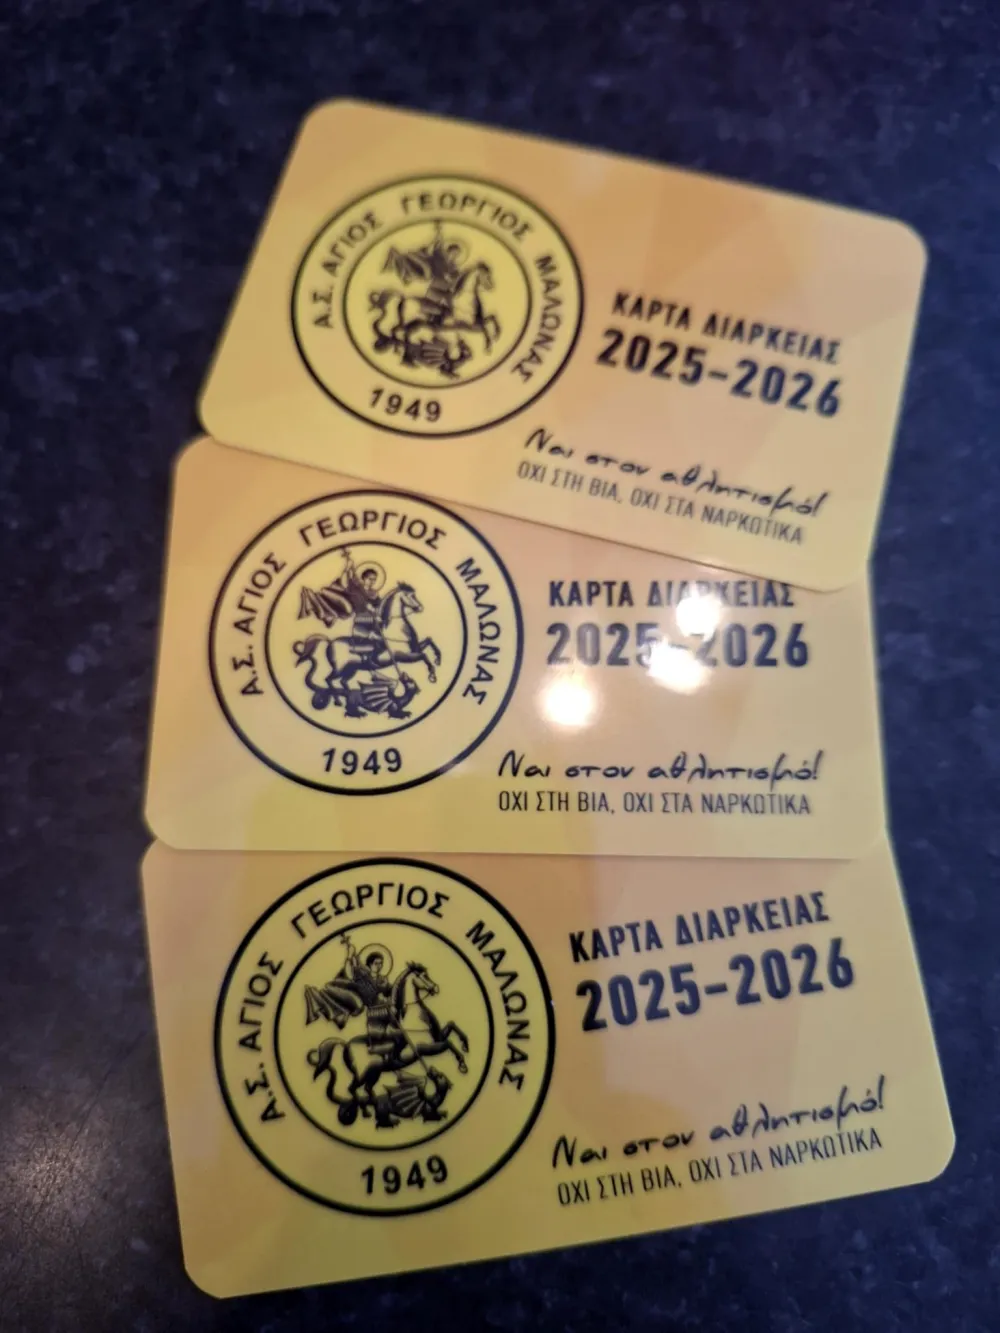 Α.Σ. ΑΓΙΟΣ ΓΕΩΡΓΙΟΣ ΜΑΛΩΝΑΣ
1949
ΚΑΡΤΑ ΔΙΑΡΚΕΙΑΣ
2025-2026
Ναι στον αθλητισμό!
ΟΧΙ ΣΤΗ ΒΙΑ, ΟΧΙ ΣΤΑ ΝΑΡΚΩΤΙΚΑ
Α.Σ. ΑΓΙΟΣ ΓΕΩΡΓΙΟΣ ΜΑΛΩΝΑΣ
1949
ΚΑΡΤΑ ΔΙΑΡΚΕΙΑΣ
2025-2026
Ναι στον αθλητισμό!
ΟΧΙ ΣΤΗ ΒΙΑ, ΟΧΙ ΣΤΑ ΝΑΡΚΩΤΙΚΑ
Α.Σ. ΑΓΙΟΣ ΓΕΩΡΓΙΟΣ ΜΑΛΩΝΑΣ
1949
ΚΑΡΤΑ ΔΙΑΡΚΕΙΑΣ
2025-2026
Ναι στον αθλητισμό!
ΟΧΙ ΣΤΗ ΒΙΑ, ΟΧΙ ΣΤΑ ΝΑΡΚΩΤΙΚΑ